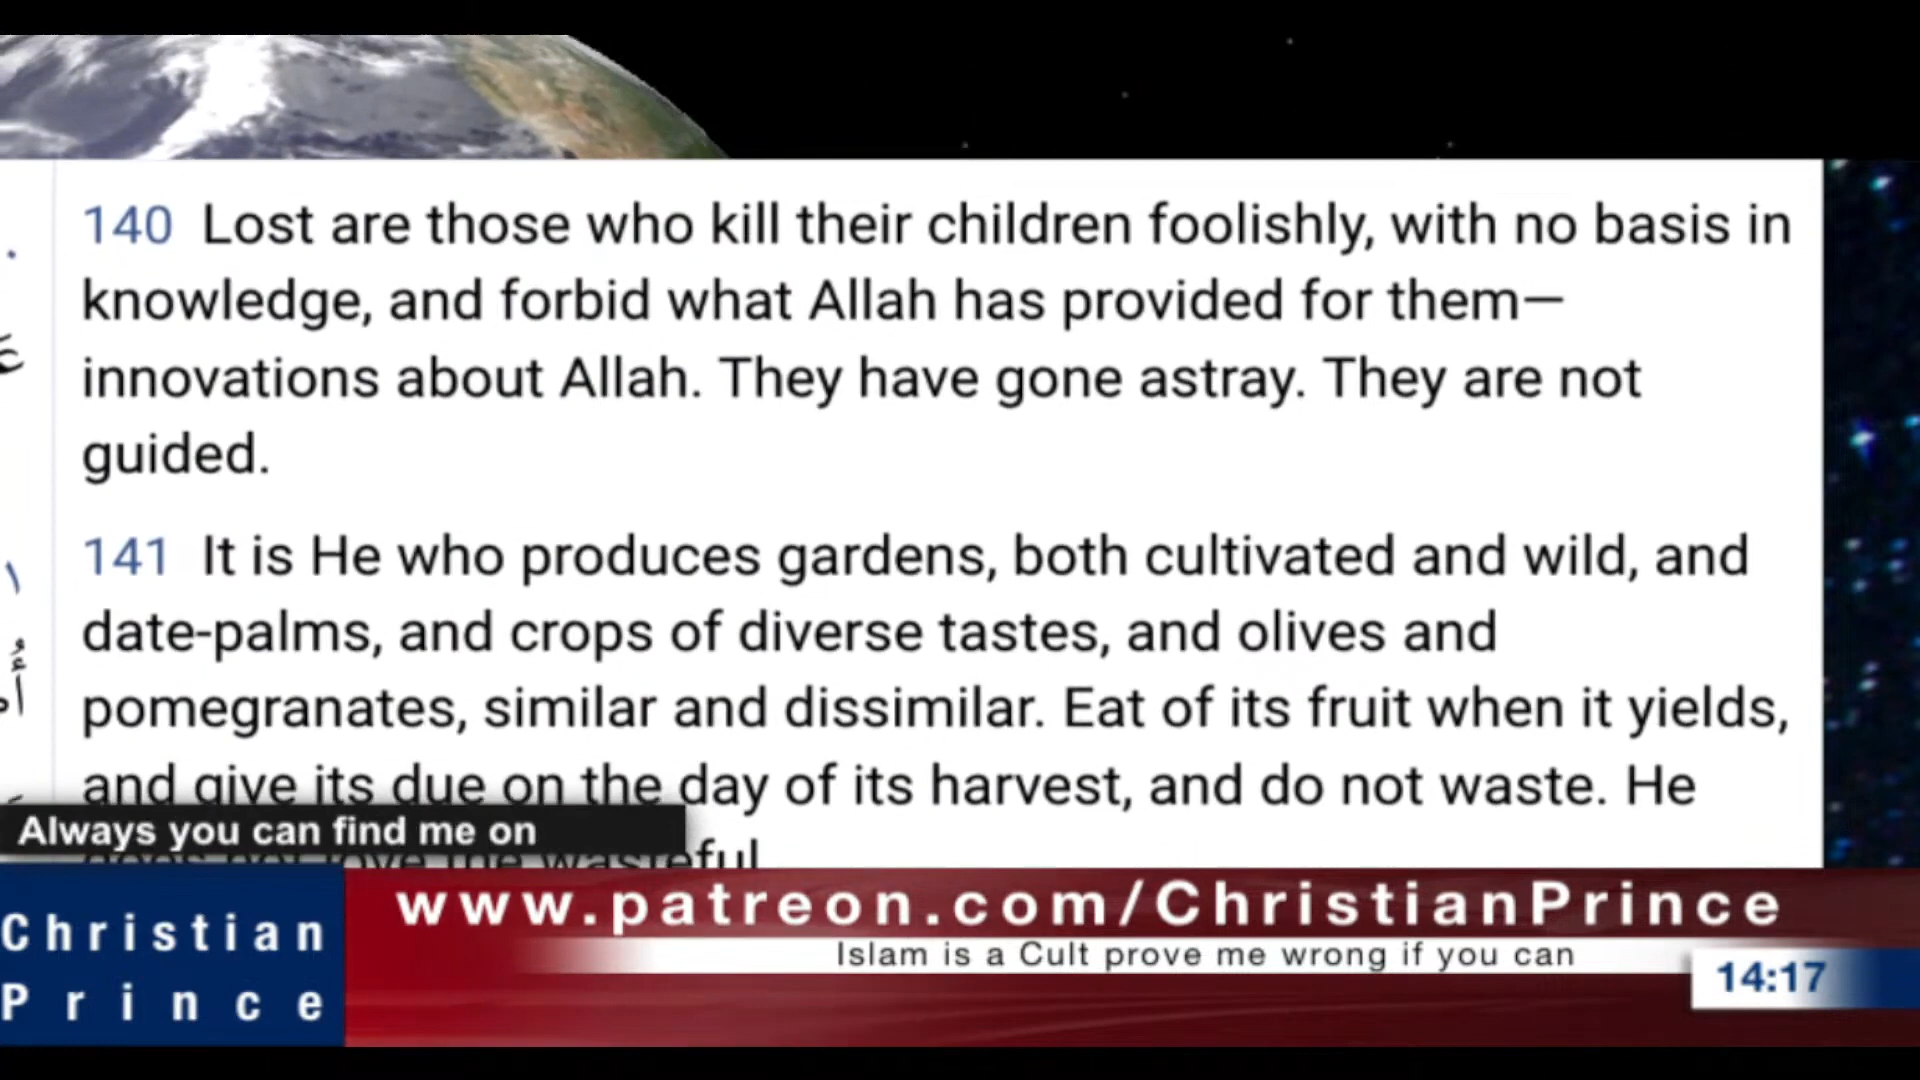 140 Lost are those who kill their children foolishly, with no basis in
knowledge, and forbid what Allah has provided for them—
innovations about Allah. They have gone astray. They are not
guided.
141 It is He who produces gardens, both cultivated and wild, and
date-palms, and crops of diverse tastes, and olives and
pomegranates, similar and dissimilar. Eat of its fruit when it yields,
and give its due on the day of its harvest, and do not waste. He
does not love the wasteful
Always you can find me on
www.patreon.com/ChristianPrince
Islam is a Cult prove me wrong if you can
Christian
Prince
14:17